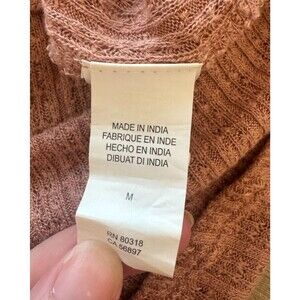 MADE IN INDIA
FABRIQUE EN INDE
HECHO EN INDIA
DIBUAT DI INDIA
M
RN 80318
CA 56897